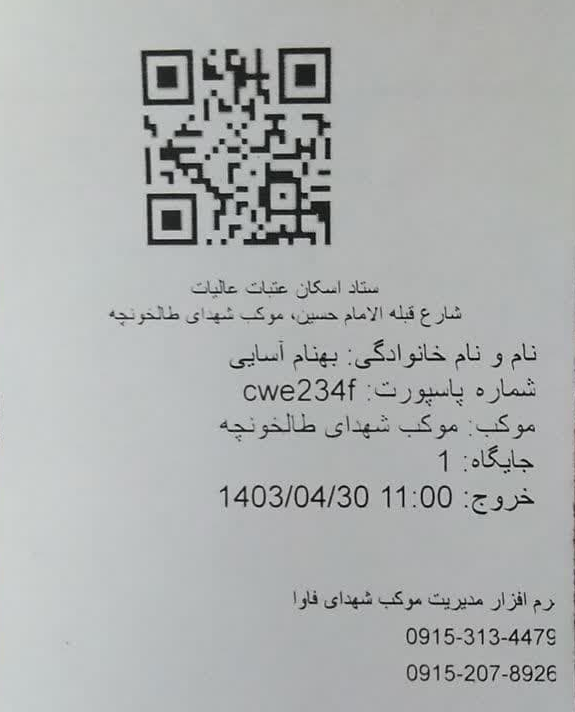 ستاد اسکان عتبات عالیات
شارع قبله الامام حسین، موکب شهدای طالخونچه
نام و نام خانوادگی: بهنام آسایی
شماره پاسپورت: cwe234f
موکب: موکب شهدای طالخونچه
جایگاه: 1
خروج: 11:00 1403/04/30
رم افزار مدیریت موکب شهدای فاوا
0915-313-4479
0915-207-8926